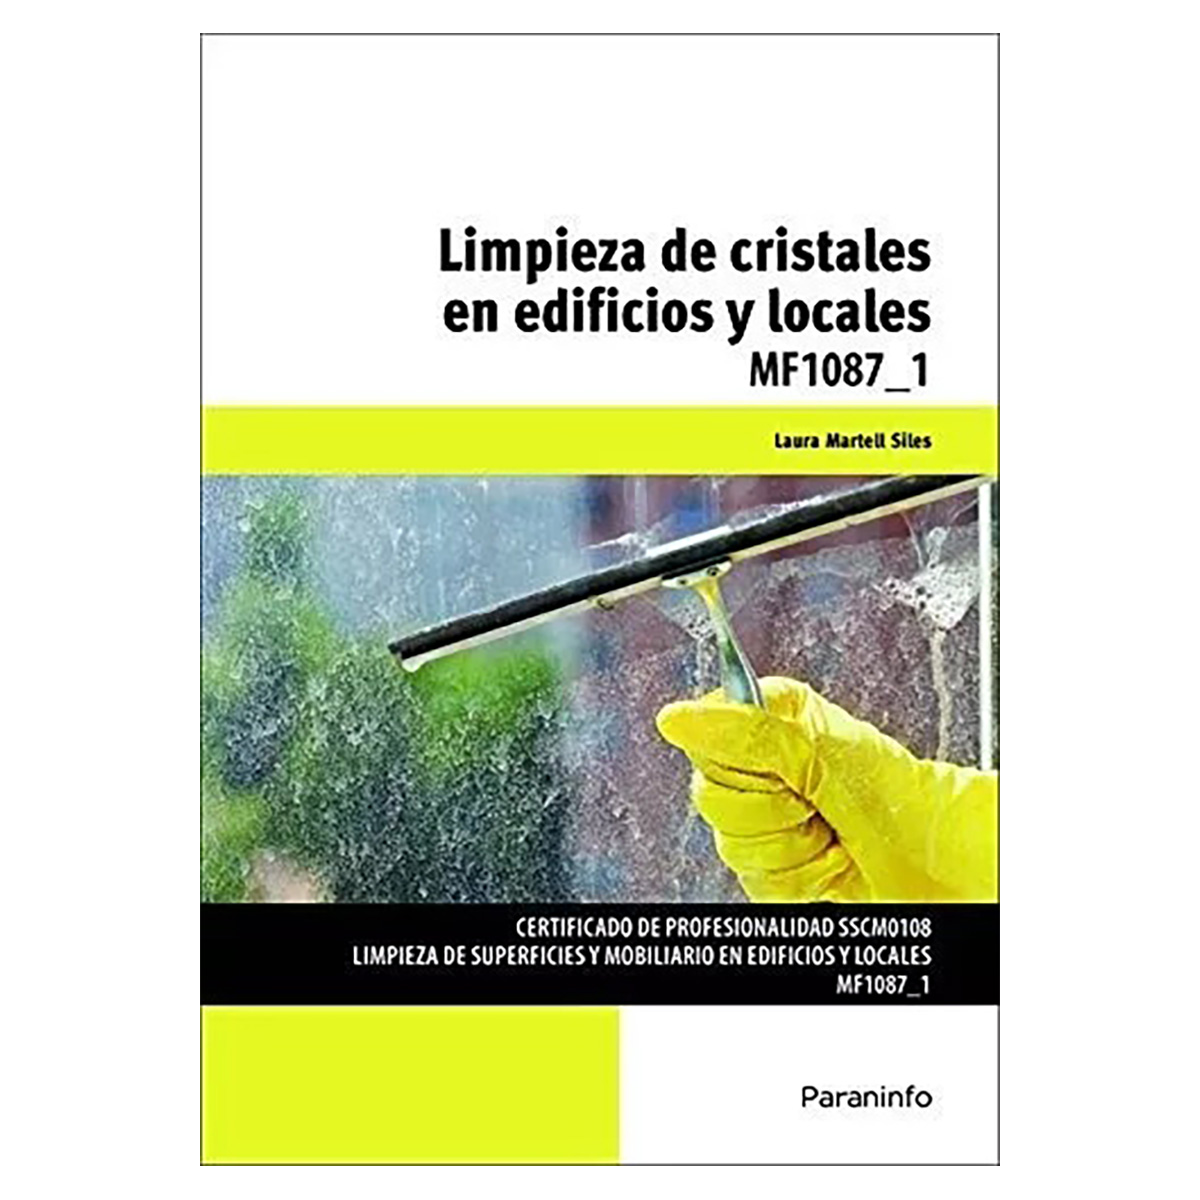 Limpieza de cristales
en edificios y locales
MF1087_1
Laura Martell Siles
CERTIFICADO DE PROFESIONALIDAD SSCM0108
LIMPIEZA DE SUPERFICIES Y MOBILIARIO EN EDIFICIOS Y LOCALES
MF1087_1
Paraninfo